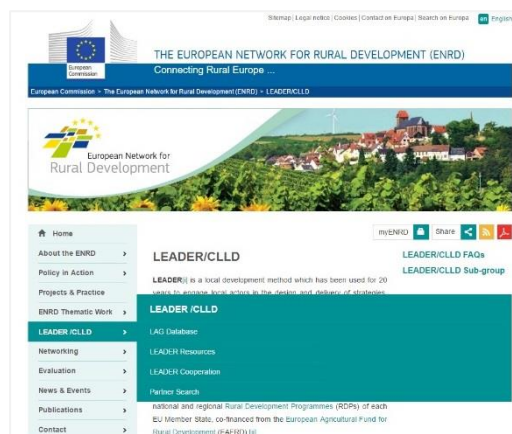 Sitemap | Legal notice | Cookies | Contact on Europa | Search on Europa en English
European
Commission
THE EUROPEAN NETWORK FOR RURAL DEVELOPMENT (ENRD)
Connecting Rural Europe ...
European Commission > The European Network for Rural Development (ENRD) > LEADER/CLLD
European Network for
Rural Development
Home
myENRD Share
About the ENRD
Policy in Action
Projects & Practice
ENRD Thematic Work
LEADER /CLLD
Networking
Evaluation
News & Events
Publications
Contact
LEADER/CLLD
LEADER[i] is a local development method which has been used for 20
years to engage local actors in the design and delivery of strategies,
LEADER /CLLD
LAG Database
LEADER Resources
LEADER Cooperation
Partner Search
national and regional Rural Development Programmes (RDPs) of each
EU Member State, co-financed from the European Agricultural Fund for
Rural Development (EAFRD).[ii]
LEADER/CLLD FAQs
LEADER/CLLD Sub-group